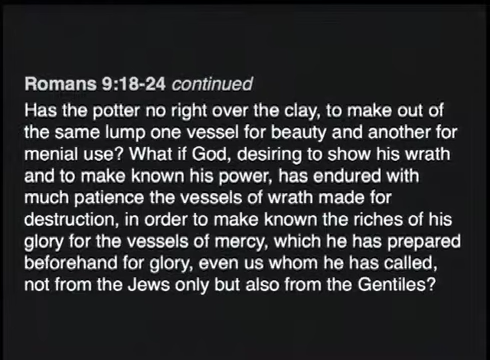 Romans 9:18-24 continued
Has the potter no right over the clay, to make out of
the same lump one vessel for beauty and another for
menial use? What if God, desiring to show his wrath
and to make known his power, has endured with
much patience the vessels of wrath made for
destruction, in order to make known the riches of his
glory for the vessels of mercy, which he has prepared
beforehand for glory, even us whom he has called,
not from the Jews only but also from the Gentiles?